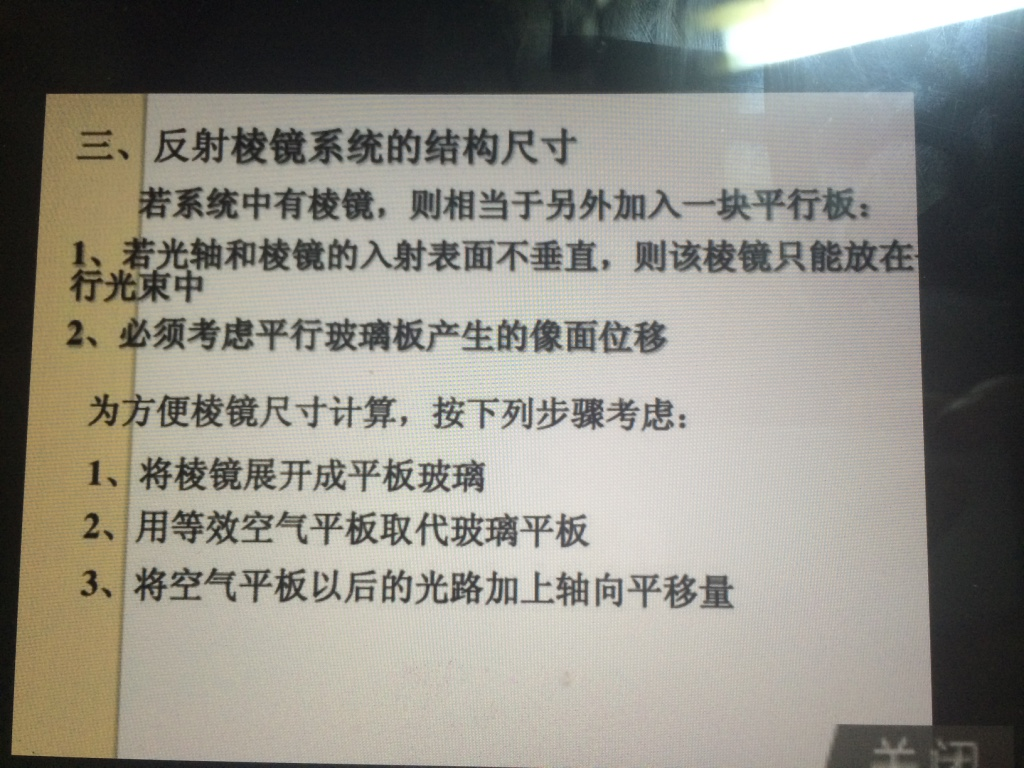 三、反射棱镜系统的结构尺寸
若系统中有棱镜，则相当于另外加入一块平行板：
1、若光轴和棱镜的入射表面不垂直，则该棱镜只能放在
行光束中
2、必须考虑平行玻璃板产生的像面位移
为方便棱镜尺寸计算，按下列步骤考虑：
1、将棱镜展开成平板玻璃
2、用等效空气平板取代玻璃平板
3、将空气平板以后的光路加上轴向平移量
关闭